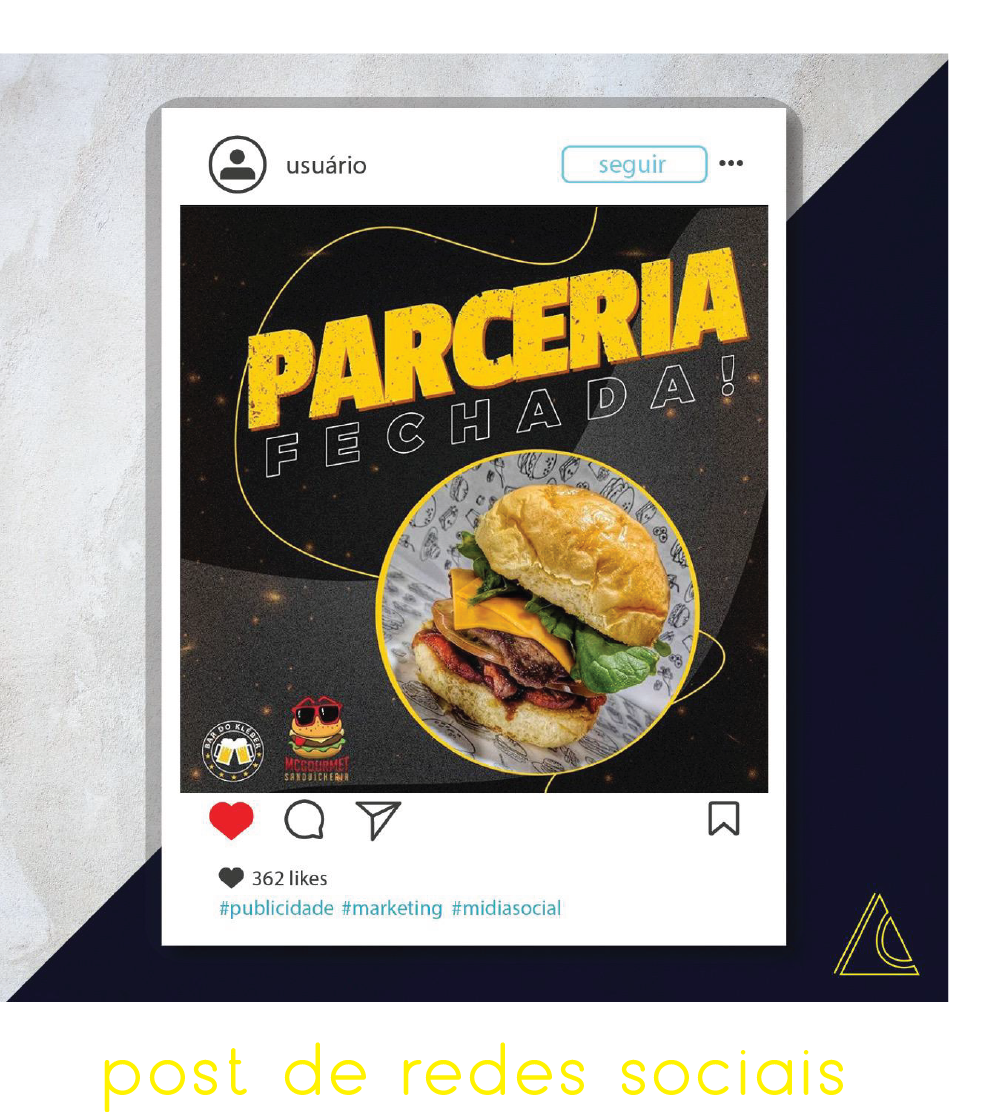 usuário
seguir
PARCERIA
FECHADA!
BAR DO KLEBER
MCGOURMET
SANDUICHERIA
362 likes
#publicidade #marketing #midiasocial
post de redes sociais